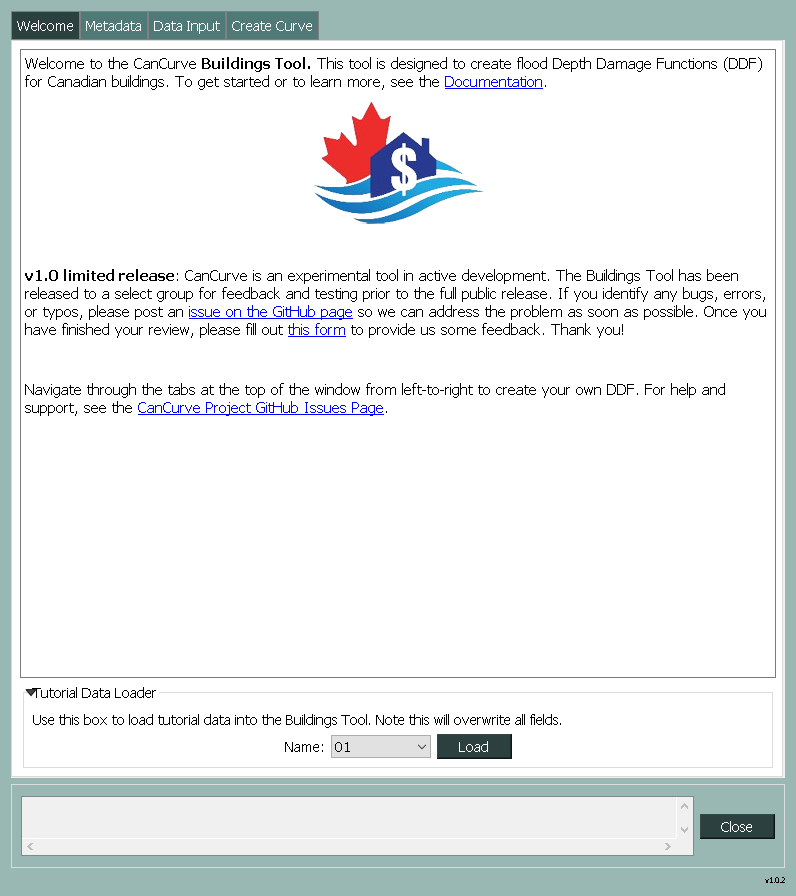 Welcome Metadata Data Input Create Curve
Welcome to the CanCurve Buildings Tool. This tool is designed to create flood Depth Damage Functions (DDF)
for Canadian buildings. To get started or to learn more, see the Documentation.
$
v1.0 limited release: CanCurve is an experimental tool in active development. The Buildings Tool has been
released to a select group for feedback and testing prior to the full public release. If you identify any bugs, errors,
or typos, please post an issue on the GitHub page so we can address the problem as soon as possible. Once you
have finished your review, please fill out this form to provide us some feedback. Thank you!
Navigate through the tabs at the top of the window from left-to-right to create your own DDF. For help and
support, see the CanCurve Project GitHub Issues Page.
Tutorial Data Loader
Use this box to load tutorial data into the Buildings Tool. Note this will overwrite all fields.
Name: 01 Load
Close
v1.0.2